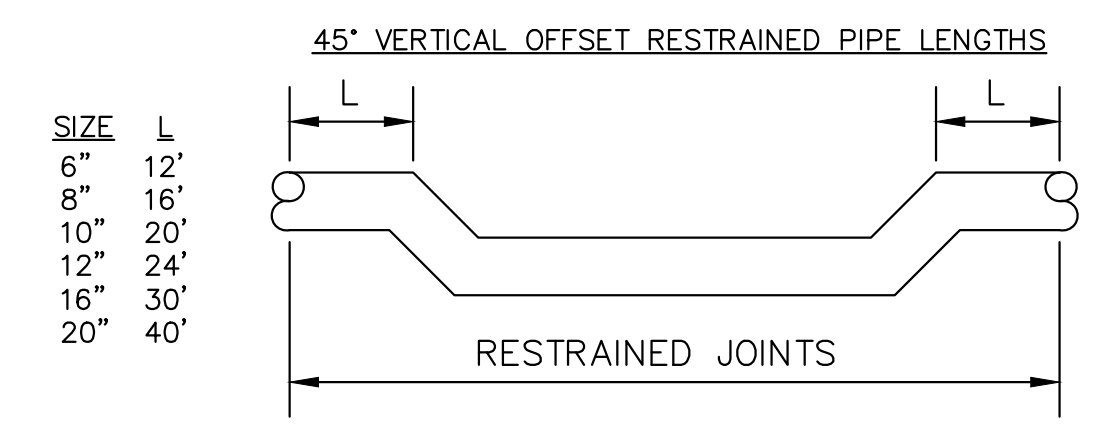 45° VERTICAL OFFSET RESTRAINED PIPE LENGTHS
L L
SIZE L
6" 12'
8" 16'
10" 20'
12" 24'
16" 30'
20" 40'
RESTRAINED JOINTS